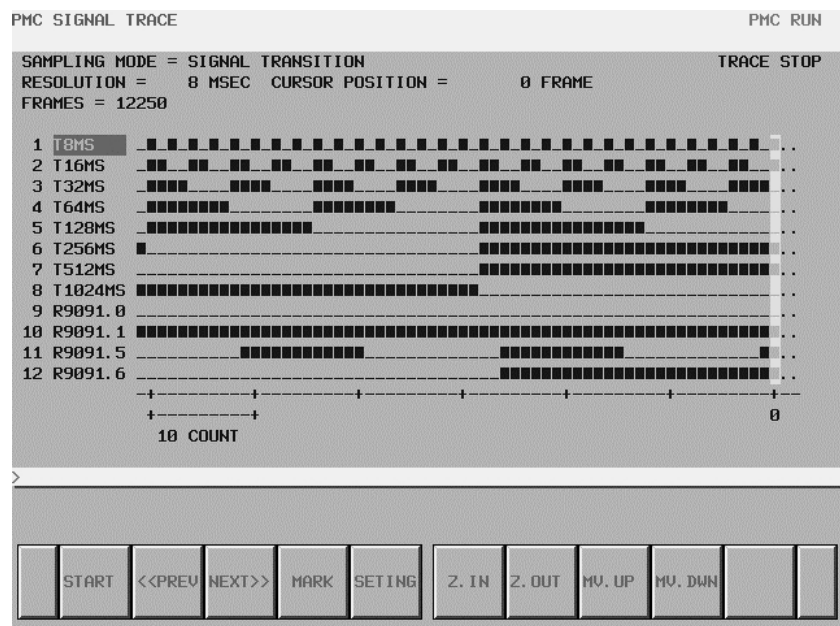 PMC SIGNAL TRACE PMC RUN
SAMPLING MODE = SIGNAL TRANSITION TRACE STOP
RESOLUTION = 8 MSEC CURSOR POSITION = 0 FRAME
FRAMES = 12250
1 T8MS
2 T16MS
3 T32MS
4 T64MS
5 T128MS
6 T256MS
7 T512MS
8 T1024MS
9 R9091.0
10 R9091.1
11 R9091.5
12 R9091.6
0
10 COUNT
>
START <<PREV NEXT>> MARK SETING Z.IN Z.OUT MV.UP MV.DWN